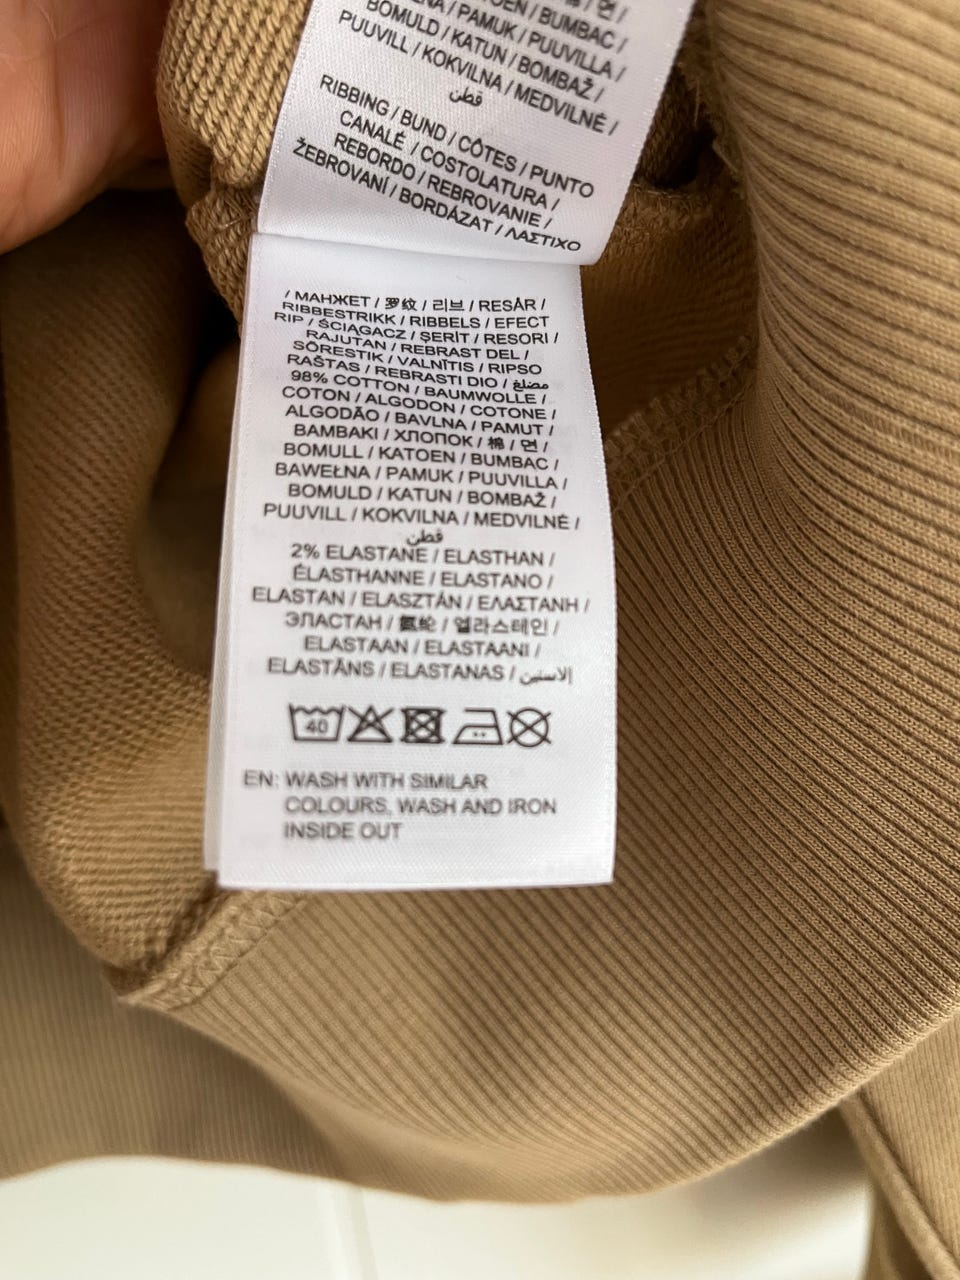 / 면 /
/ BUMBAC /
/ PAMUK / PUUVILLA /
BOMULD / KATUN / BOMBAŽ /
PUUVILL / KOKVILNA / MEDVILNĖ /
قطن
RIBBING / BUND / CÔTES / PUNTO
CANALÉ / COSTOLATURA /
REBORDO / REBROVANIE /
ŽEBROVANÍ / BORDÁZAT / ΛΑΣΤΙΧΟ
/ МАНЖЕТ / 罗纹 / 리브 / RESÅR /
RIBBESTRIKK / RIBBELS / EFECT
RIP / ŚCIĄGACZ / ŞERİT / RESORI /
RAJUTAN / REBRAST DEL /
SÕRESTIK / VALNĪTIS / RIPSO
RAŠTAS / REBRASTI DIO / مضلع
98% COTTON / BAUMWOLLE /
COTON / ALGODON / COTONE /
ALGODÃO / BAVLNA / PAMUT /
BAMBAKI / ХЛОПОК / 棉 / 면 /
BOMULL / KATOEN / BUMBAC /
BAWEŁNA / PAMUK / PUUVILLA /
BOMULD / KATUN / BOMBAŽ /
PUUVILL / KOKVILNA / MEDVILNĖ /
قطن
2% ELASTANE / ELASTHAN /
ÉLASTHANNE / ELASTANO /
ELASTAN / ELASZTÁN / ΕΛΑΣΤΑΝΗ /
ЭЛАСТАН / 氨纶 / 엘라스테인 /
ELASTAAN / ELASTAANI /
ELASTĀNS / ELASTANAS / الاستين
40
EN: WASH WITH SIMILAR
COLOURS, WASH AND IRON
INSIDE OUT